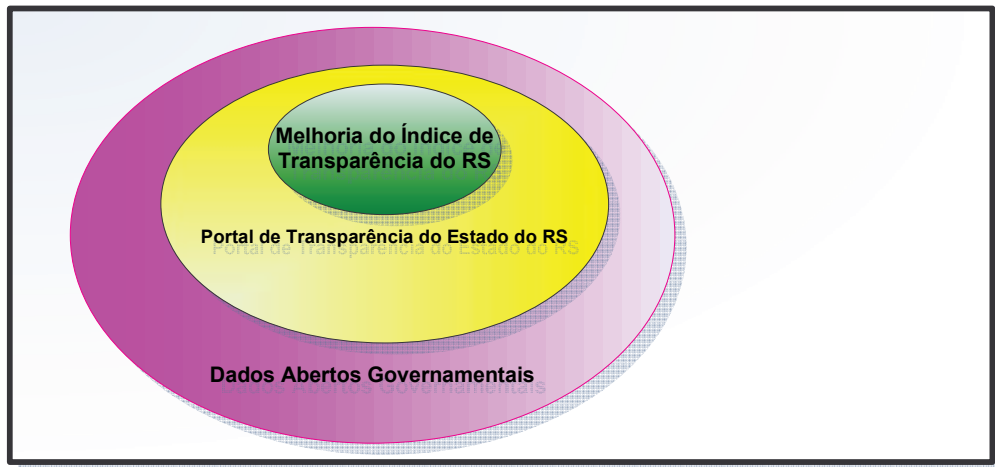 Melhoria do Índice de
Transparência do RS
Portal de Transparência do Estado do RS
Dados Abertos Governamentais